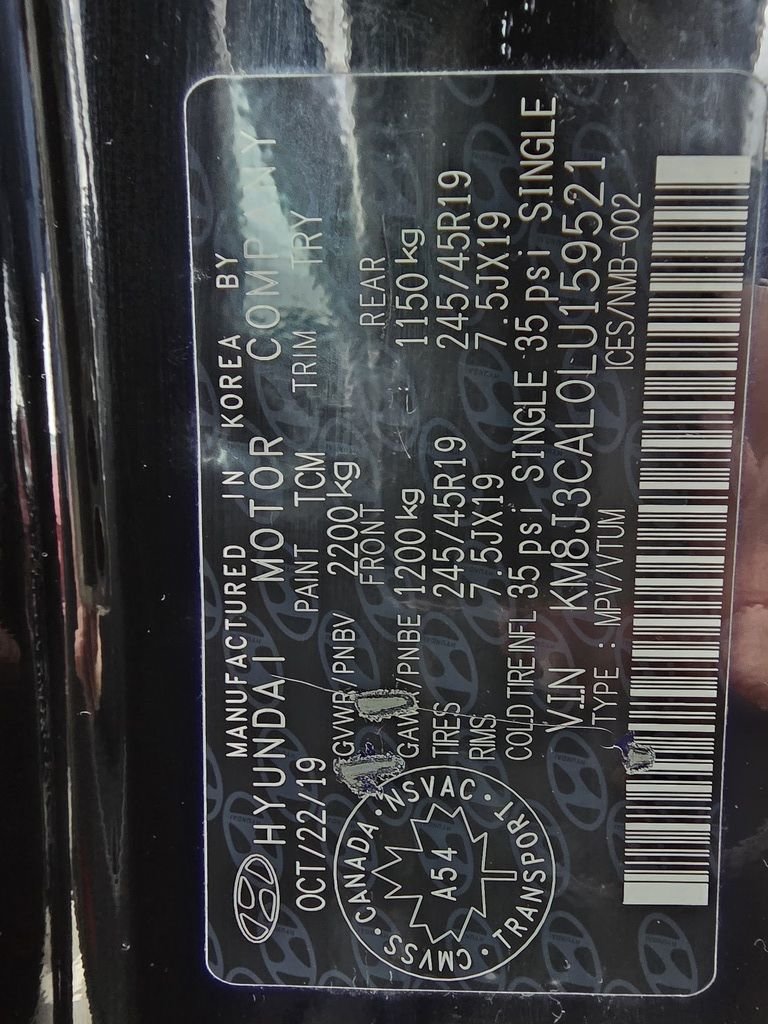 MANUFACTURED IN KOREA BY
HYUNDAI MOTOR COMPANY
OCT/22/19 PAINT TCM TRIM TRY
GVWR/PNBV 2200 kg
FRONT REAR
GAWR/PNBE 1200 kg 1150 kg
TIRES 245/45R19 245/45R19
RIMS 7.5JX19 7.5JX19
COLD TIRE INFL 35 psi SINGLE 35 psi SINGLE
VIN KM8J3CAL0LU159521
TYPE : MPV/VTUM ICES/NMB-002
CANADA • NSVAC • TRANSPORT • CMVSS •
A54